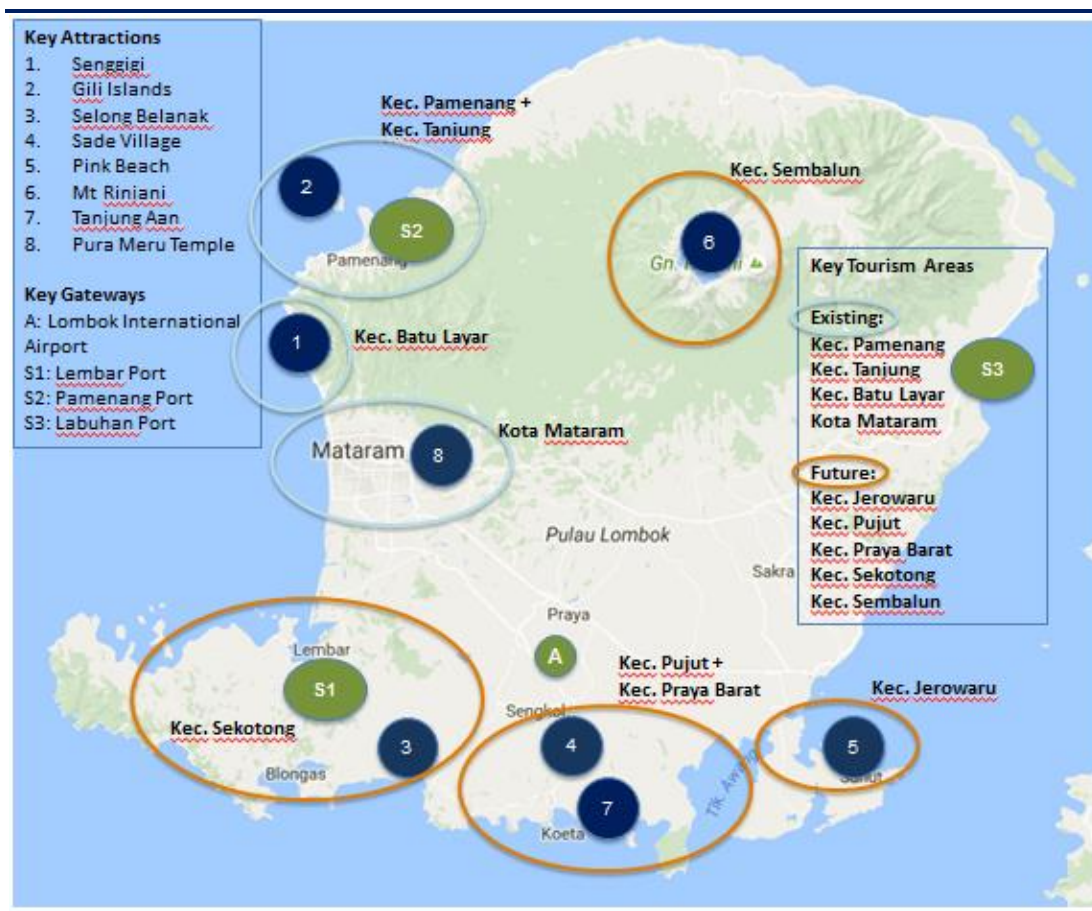 Key Attractions
1. Senggigi
2. Gili Islands
3. Selong Belanak
4. Sade Village
5. Pink Beach
6. Mt Rinjani
7. Tanjung Aan
8. Pura Meru Temple
Key Gateways
A: Lombok International
Airport
S1: Lembar Port
S2: Pamenang Port
S3: Labuhan Port
Kec. Pamenang +
Kec. Tanjung
2
S2
Pamenang
Kec. Sembalun
6
Gn.
1
Kec. Batu Layar
Kota Mataram
Mataram
8
Key Tourism Areas
Existing:
Kec. Pamenang
Kec. Tanjung
Kec. Batu Layar
Kota Mataram
Future:
Kec. Jerowaru
Kec. Pujut
Kec. Praya Barat
Kec. Sekotong
Kec. Sembalun
S3
Pulau Lombok
Sakra
Praya
A
Lembar
S1
Kec. Sekotong
3
Blongas
Kec. Pujut +
Kec. Praya Barat
Sengkol
4
7
Koeta
Tlk. Awang
Kec. Jerowaru
5